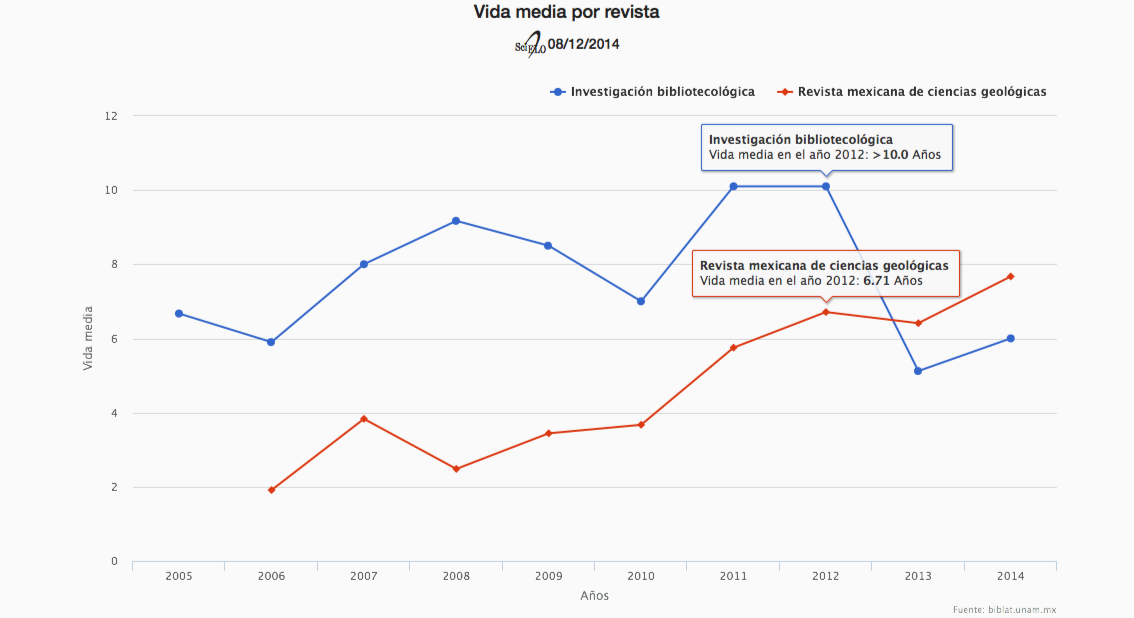 Vida media por revista
SciELO 08/12/2014
Investigación bibliotecológica Revista mexicana de ciencias geológicas
12
Investigación bibliotecológica
Vida media en el año 2012: >10.0 Años
10
8
Revista mexicana de ciencias geológicas
Vida media en el año 2012: 6.71 Años
Vida media
6
4
2
0
2005 2006 2007 2008 2009 2010 2011 2012 2013 2014
Años
Fuente: biblat.unam.mx